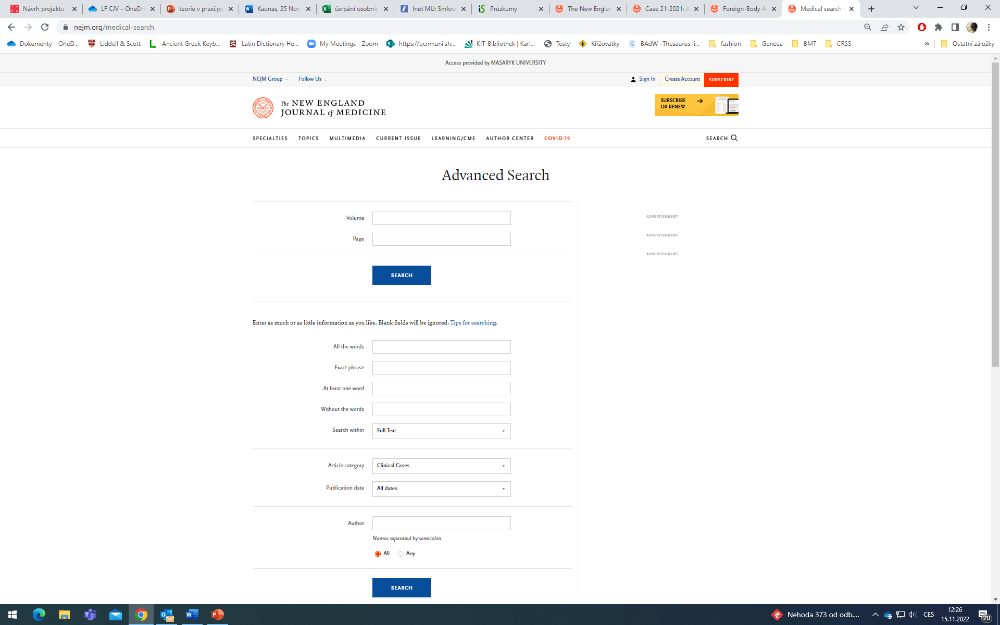 Návrh projektu
LF CJV – OneDri
teorie v praxi.pp
Kaunas, 25 Nov
čerpání osobníc
Inet MU: Smlou
Průzkumy
The New Englan
Case 21-2021: A
Foreign-Body A
Medical search
nejm.org/medical-search
Dokumenty – OneD...
Liddell & Scott
Ancient Greek Keyb...
Latin Dictionary He...
My Meetings - Zoom
https://ucnmuni.sh...
KIT-Bibliothek | Karl...
Testy
Křižovatky
BAdW · Thesaurus li...
fashion
Geneea
BMT
CRSS
»
Ostatní záložky
Access provided by MASARYK UNIVERSITY
NEJM Group
Follow Us
Sign In
Create Account
SUBSCRIBE
The NEW ENGLAND
JOURNAL of MEDICINE
SUBSCRIBE
OR RENEW
SPECIALTIES
TOPICS
MULTIMEDIA
CURRENT ISSUE
LEARNING/CME
AUTHOR CENTER
COVID-19
SEARCH
Advanced Search
Volume
Page
SEARCH
ADVERTISEMENT
ADVERTISEMENT
ADVERTISEMENT
Enter as much or as little information as you like. Blank fields will be ignored. Tips for searching.
All the words
Exact phrase
At least one word
Without the words
Search within
Full Text
Article category
Clinical Cases
Publication date
All dates
Author
Names separated by semicolon
All
Any
SEARCH
Nehoda 373 od odb....
CES
12:26
15.11.2022
20